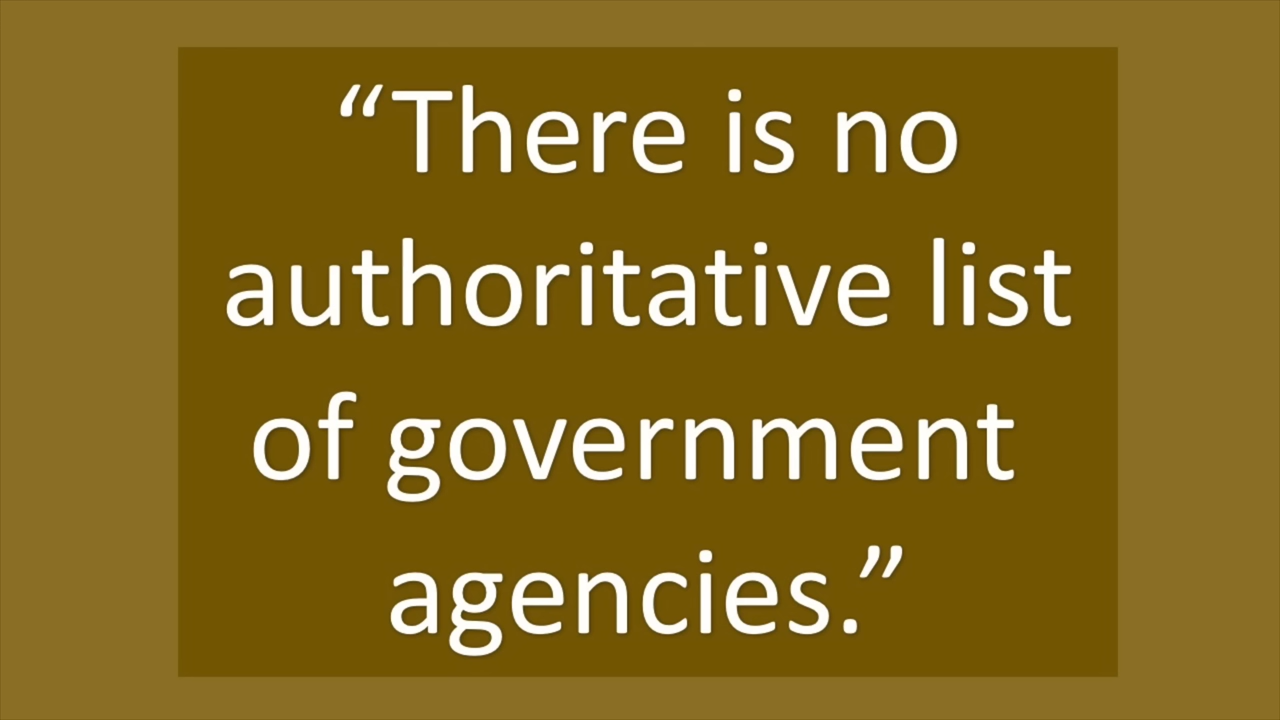 “There is no
authoritative list
of government
agencies.”